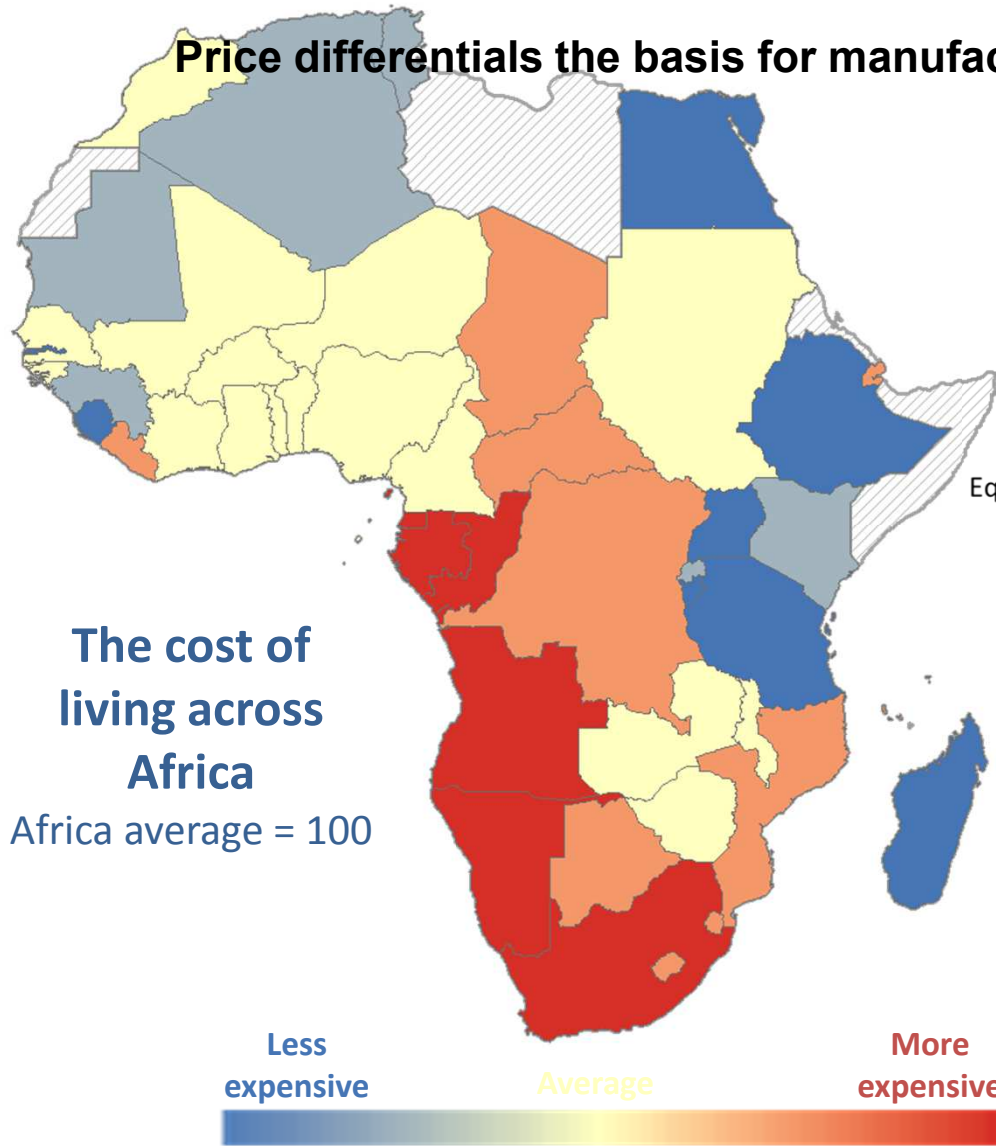 Price differentials the basis for manufac
Eq
The cost of
living across
Africa
Africa average = 100
Less
expensive
Average
More
expensive